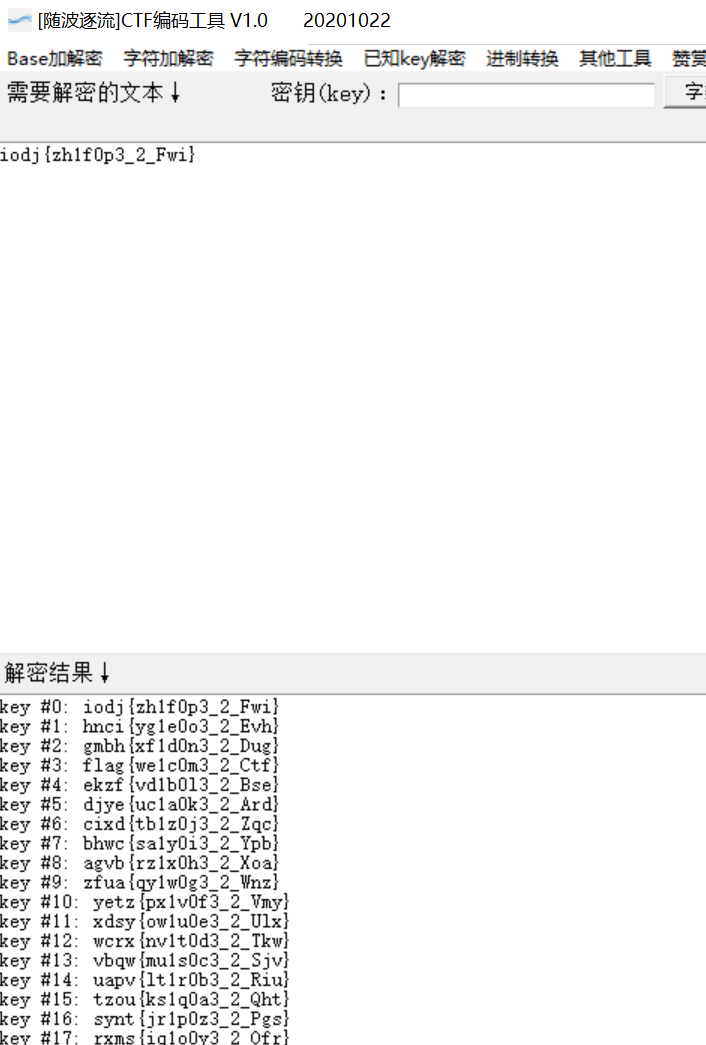 [随波逐流]CTF编码工具 V1.0 20201022
Base加解密 字符加解密 字符编码转换 已知key解密 进制转换 其他工具 赞赏
需要解密的文本↓ 密钥(key)： 字
iodj{zh1f0p3_2_Fwi}
解密结果↓
key #0: iodj{zh1f0p3_2_Fwi}
key #1: hnci{yg1e0o3_2_Evh}
key #2: gmbh{xf1d0n3_2_Dug}
key #3: flag{we1c0m3_2_Ctf}
key #4: ekzf{vd1b0l3_2_Bse}
key #5: djye{uc1a0k3_2_Ard}
key #6: cixd{tb1z0j3_2_Zqc}
key #7: bhwc{sa1y0i3_2_Ypb}
key #8: agvb{rz1x0h3_2_Xoa}
key #9: zfua{qy1w0g3_2_Wnz}
key #10: yetz{px1v0f3_2_Vmy}
key #11: xdsy{ow1u0e3_2_Ulx}
key #12: wcrx{nv1t0d3_2_Tkw}
key #13: vbqw{mu1s0c3_2_Sjv}
key #14: uapv{lt1r0b3_2_Riu}
key #15: tzou{ks1q0a3_2_Qht}
key #16: synt{jr1p0z3_2_Pgs}
key #17: rxms{iq1o0y3_2_Ofr}